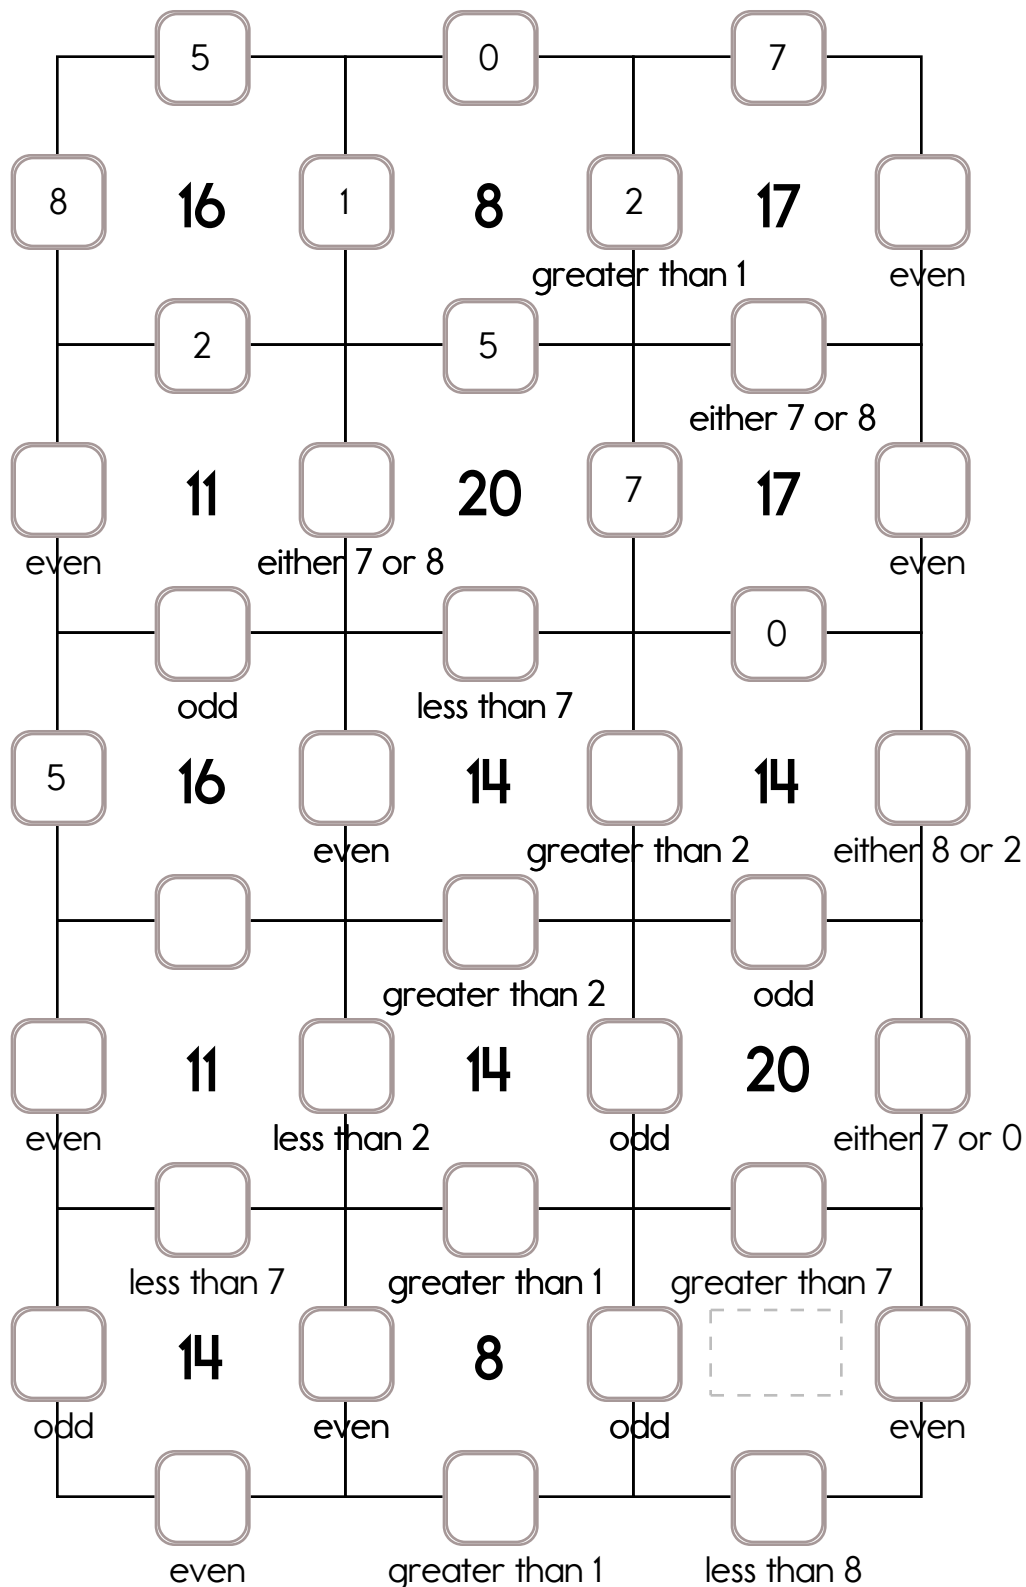 5 0 7
8 16 1 8 2 17
greater than 1 even
2 5
either 7 or 8
11 20 7 17
even either 7 or 8 even
0
odd less than 7
5 16 14 14
even greater than 2 either 8 or 2
greater than 2 odd
11 14 20
even less than 2 odd either 7 or 0
less than 7 greater than 1 greater than 7
14 8
odd even odd even
even greater than 1 less than 8